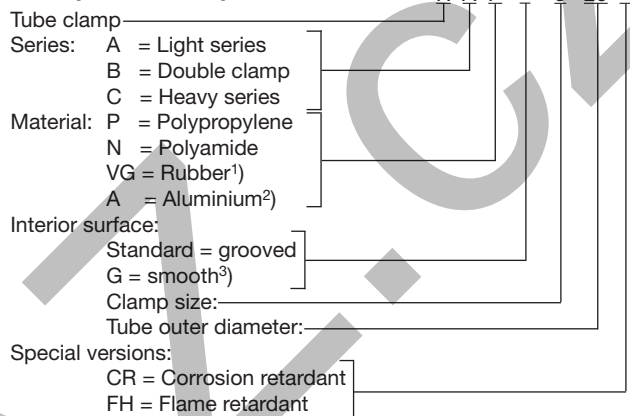 Tube clamp
Series: A = Light series
B = Double clamp
C = Heavy series
Material: P = Polypropylene
N = Polyamide
VG = Rubber¹)
A = Aluminium²)
Interior surface:
Standard = grooved
G = smooth³)
Clamp size:
Tube outer diameter:
Special versions:
CR = Corrosion retardant
FH = Flame retardant